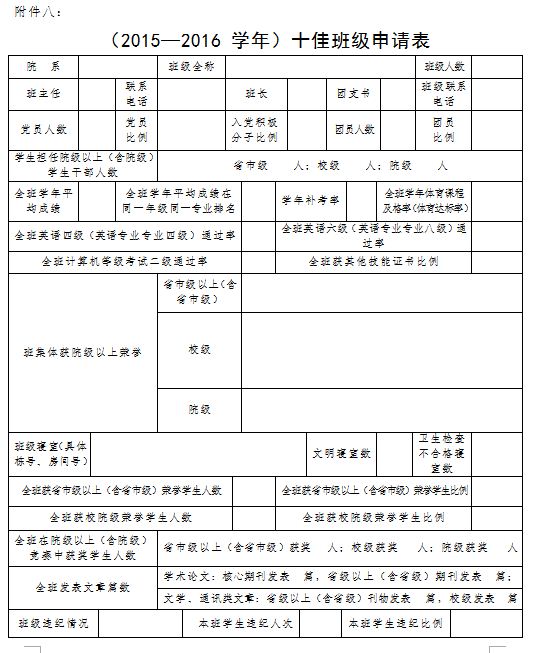 附件八：
（2015—2016 学年）十佳班级申请表
院 系 班级全称 班级人数
班主任 联系电话 班长 团支书 班级联系电话
党员人数 党员比例 入党积极分子比例 团员人数 团员比例
学生担任院级以上（含院级）学生干部人数 省市级 人；校级 人；院级 人
全班学年平均成绩 全班学年平均成绩在同一年级同一专业排名 学年补考率 全班学年体育课程及格率（体育达标率）
全班英语四级（英语专业专业四级）通过率 全班英语六级（英语专业专业八级）通过率
全班计算机等级考试二级通过率 全班获其他技能证书比例
班集体获院级以上荣誉 省市级以上（含省市级）
校级
院级
班级寝室（具体栋号、房间号） 文明寝室数 卫生检查不合格寝室数
全班获省市级以上（含省市级）荣誉学生人数 全班获省市级以上（含省市级）荣誉学生比例
全班获校院级荣誉学生人数 全班获校院级荣誉学生比例
全班在院级以上（含院级）竞赛中获奖学生人数 省市级以上（含省市级）获奖 人；校级获奖 人；院级获奖 人
全班发表文章篇数 学术论文：核心期刊发表 篇，省级以上（含省级）期刊发表 篇；
文学、通讯类文章：省级以上（含省级）刊物发表 篇，校级发表 篇
班级违纪情况 本班学生违纪人次 本班学生违纪比例